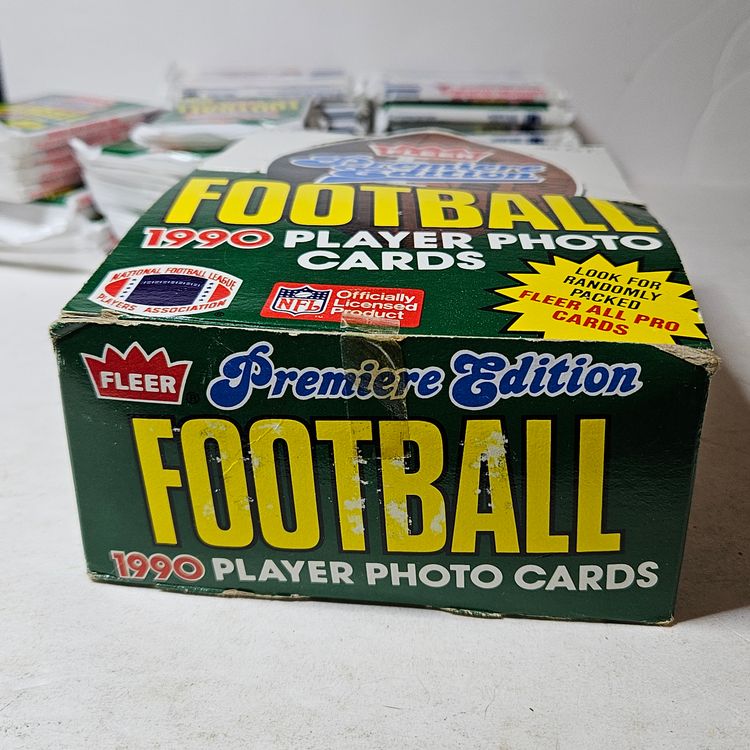 FLEER
Premiere
Edition
FOOTBALL
1990 PLAYER PHOTO
CARDS
NATIONAL FOOTBALL LEAGUE
PLAYERS ASSOCIATION
NFL
Officially
Licensed
Product
LOOK FOR
RANDOMLY
PACKED
FLEER ALL PRO
CARDS
FLEER
Premiere Edition
FOOTBALL
1990 PLAYER PHOTO CARDS